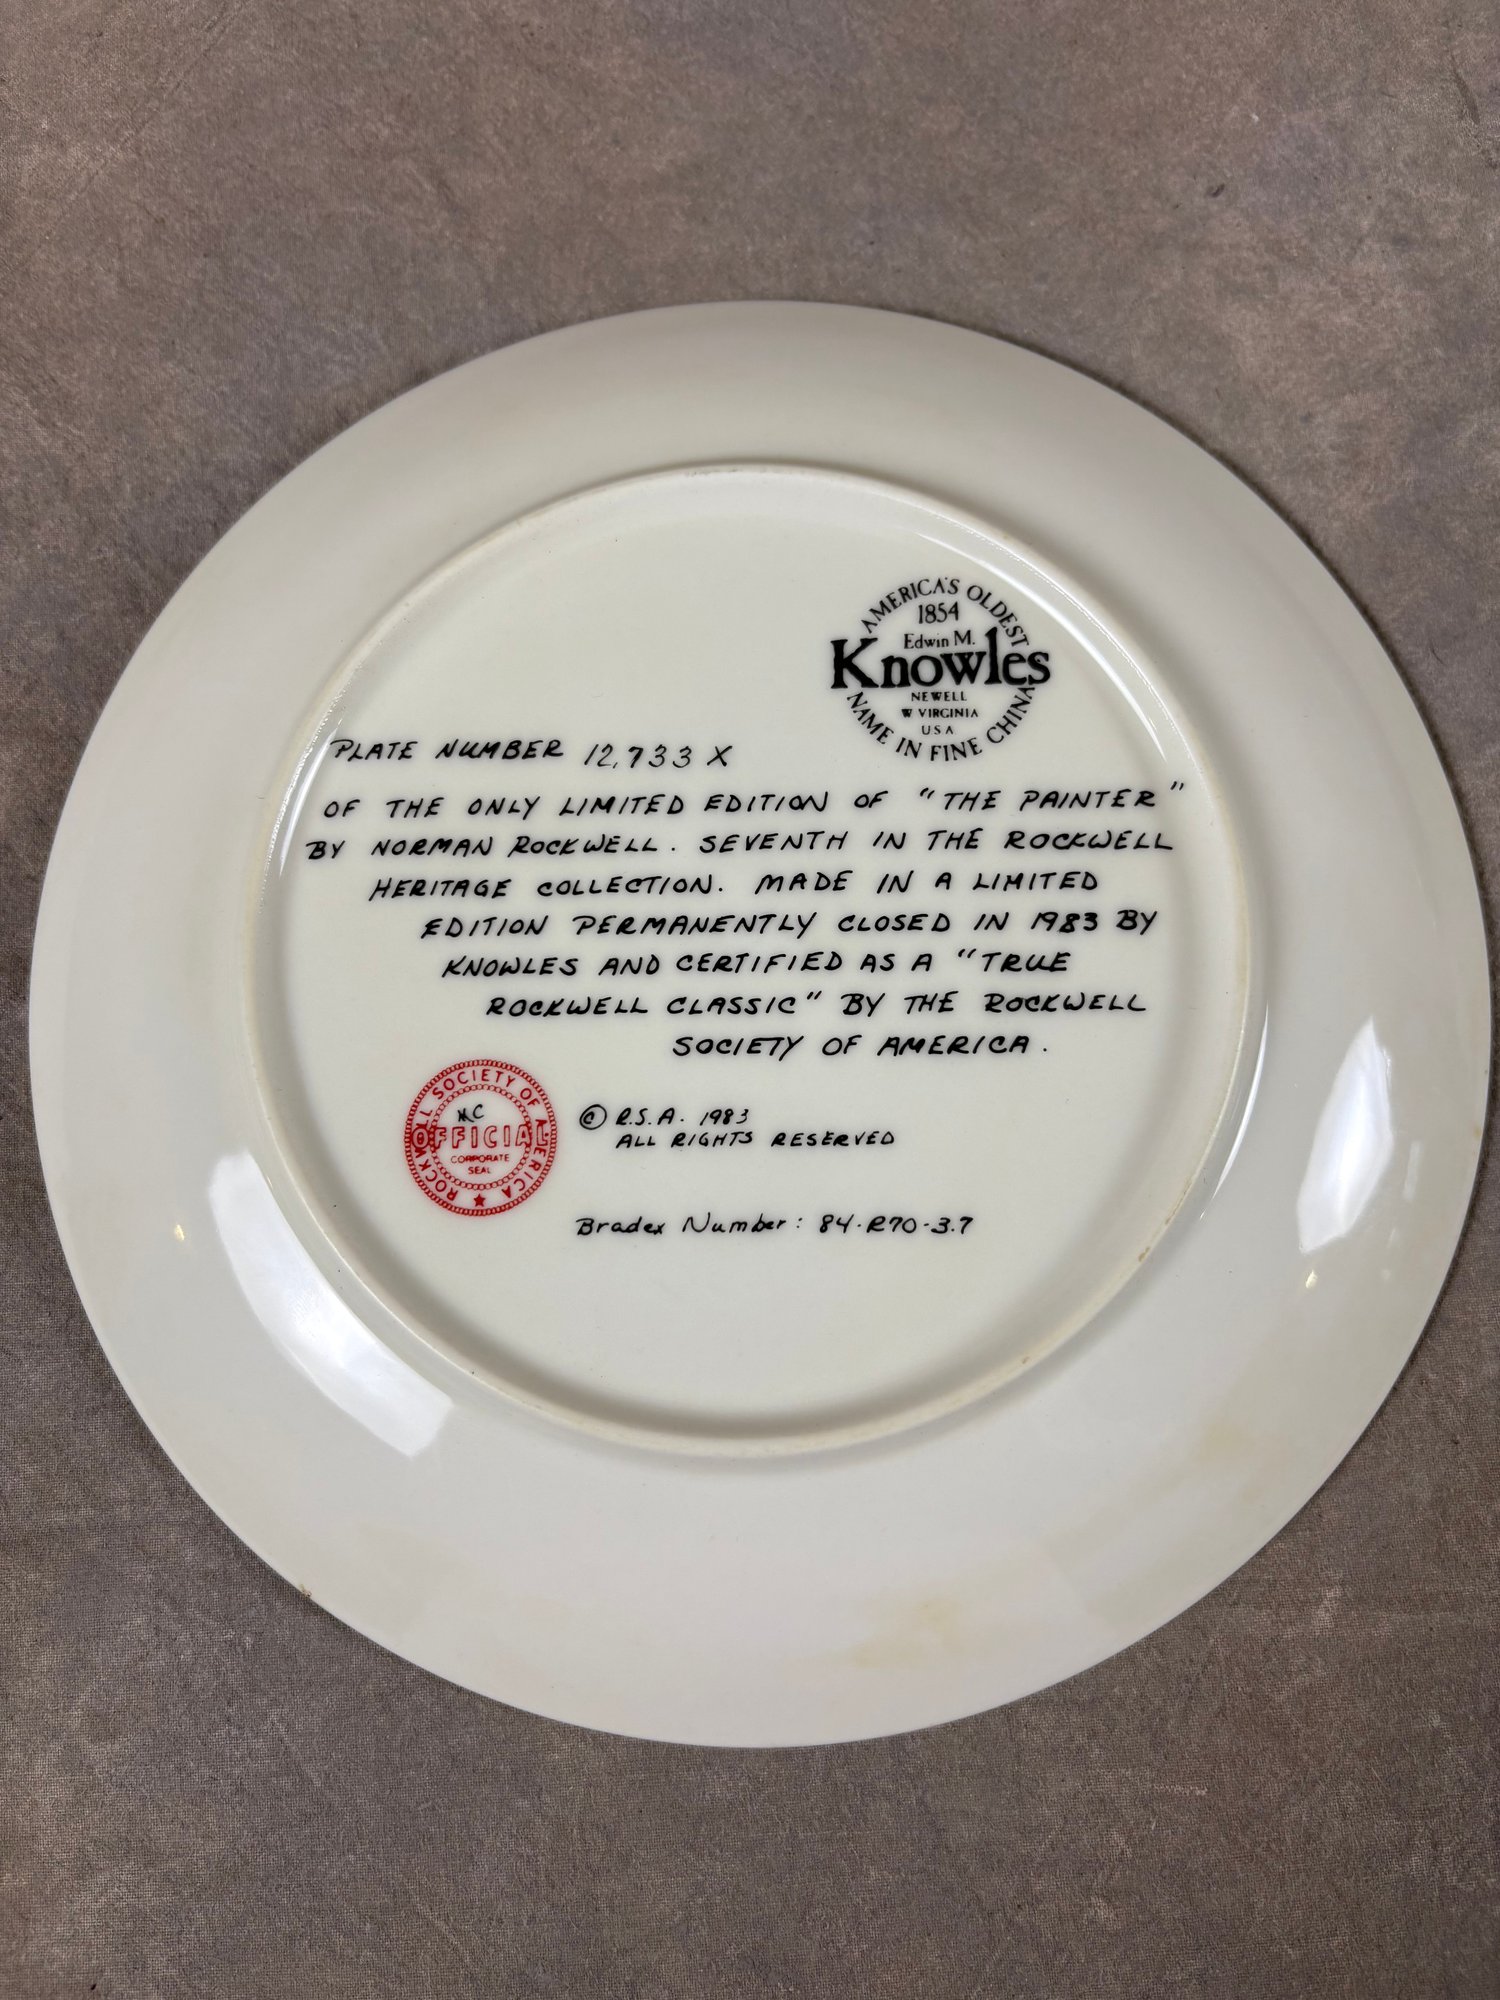 AMERICA'S OLDEST
1854
Edwin M.
Knowles
NEWELL
W VIRGINIA
USA
NAME IN FINE CHINA
PLATE NUMBER 12,733 X
OF THE ONLY LIMITED EDITION OF "THE PAINTER"
BY NORMAN ROCKWELL. SEVENTH IN THE ROCKWELL
HERITAGE COLLECTION. MADE IN A LIMITED
EDITION PERMANENTLY CLOSED IN 1983 BY
KNOWLES AND CERTIFIED AS A "TRUE
ROCKWELL CLASSIC" BY THE ROCKWELL
SOCIETY OF AMERICA.
ROCKWELL SOCIETY OF AMERICA
MC
OFFICIAL
CORPORATE
SEAL
© R.S.A. 1983
ALL RIGHTS RESERVED
Bradex Number: 84-R70-3.7